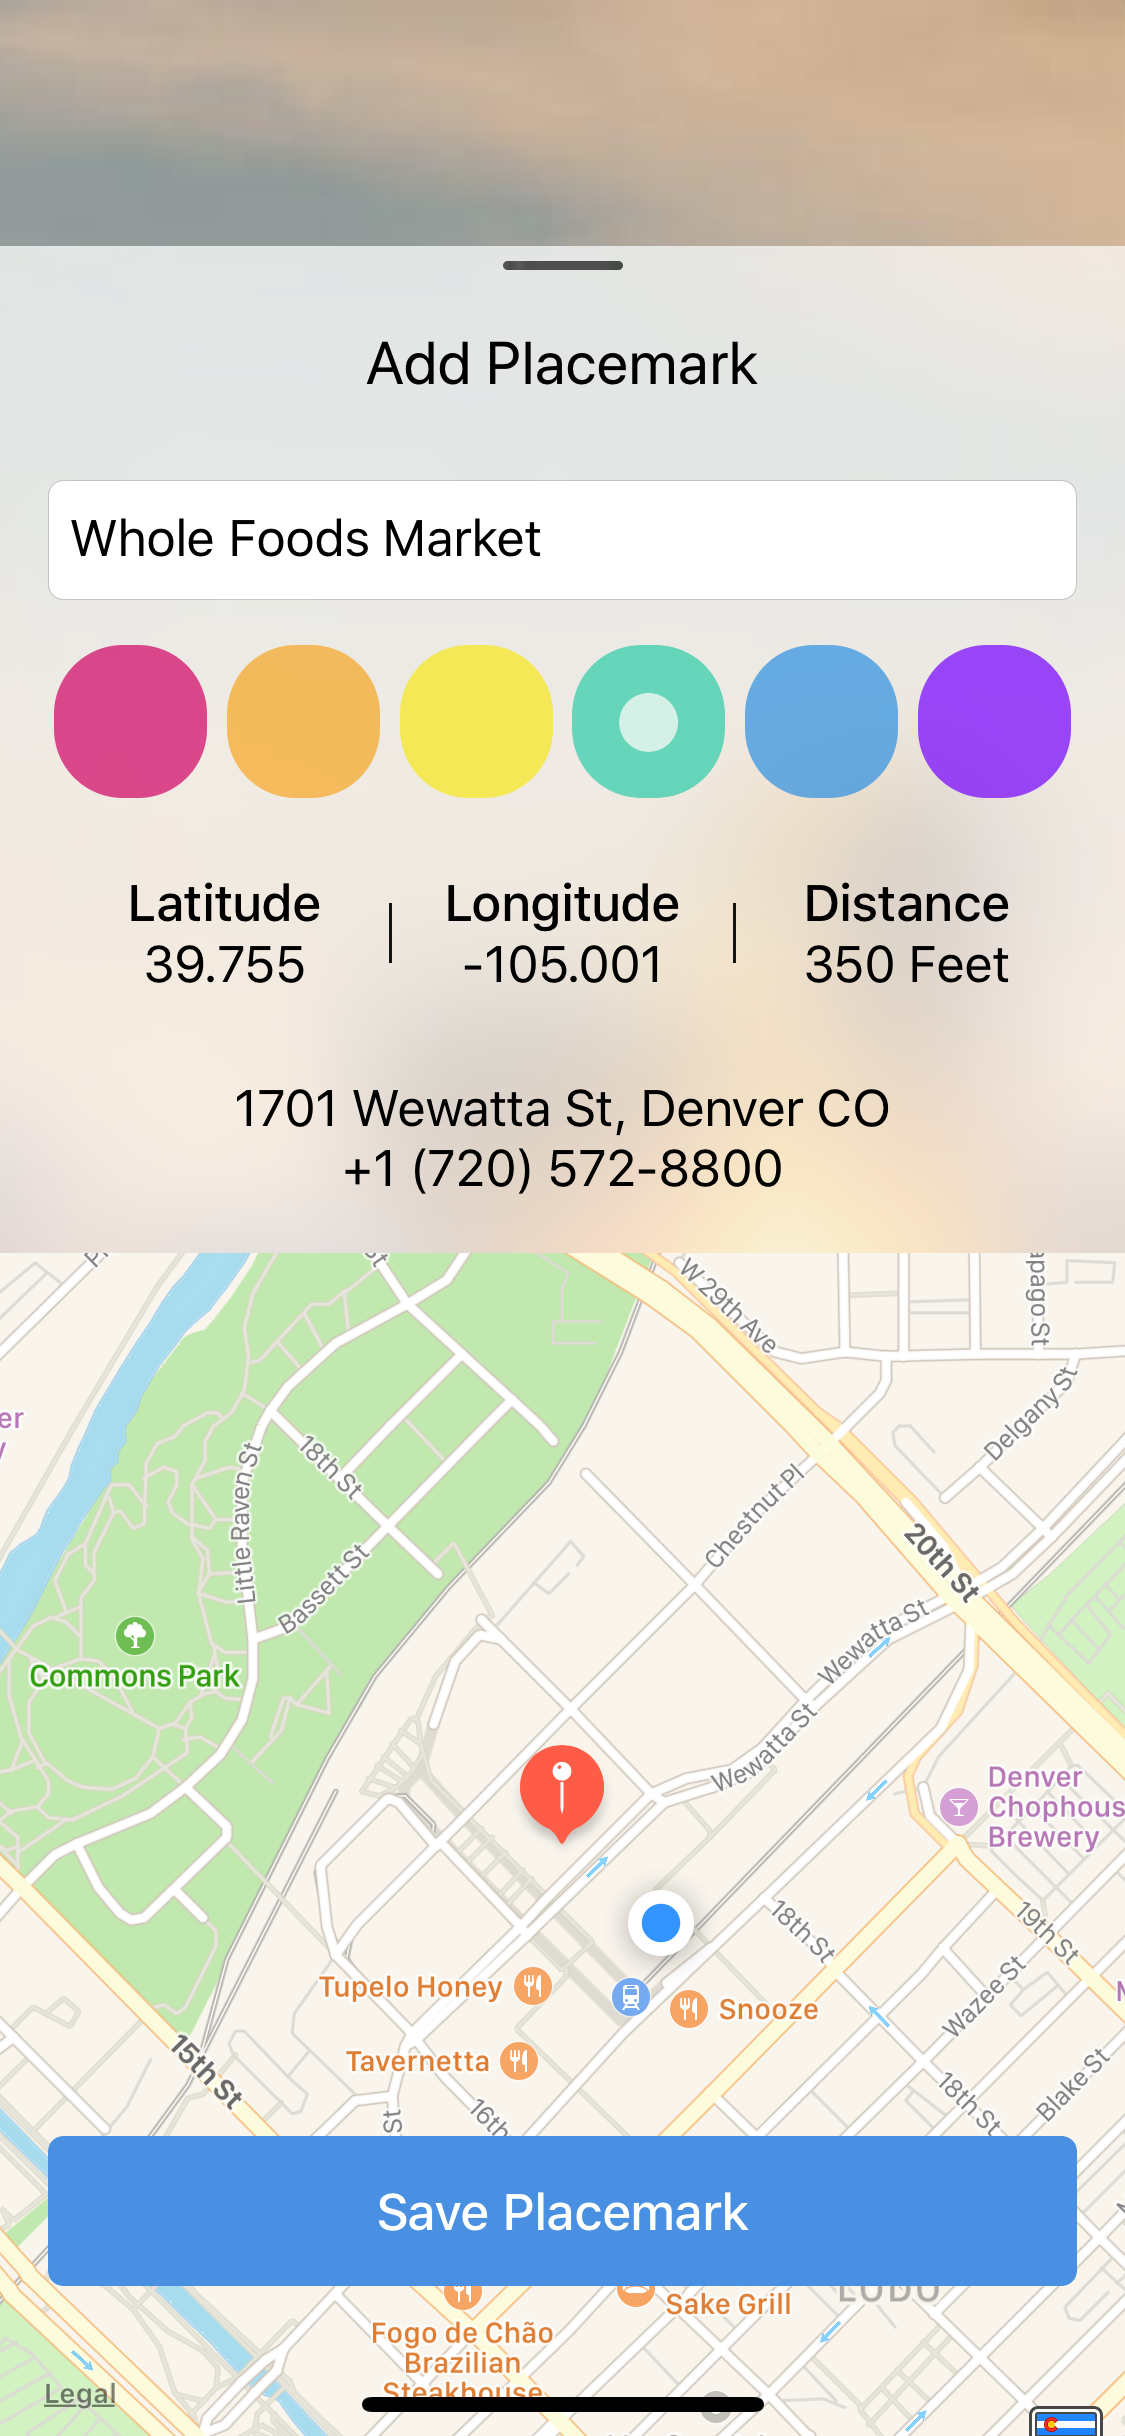 Add Placemark
Whole Foods Market
Latitude
39.755
Longitude
-105.001
Distance
350 Feet
1701 Wewatta St, Denver CO
+1 (720) 572-8800
W 29th Ave
Delgany St
18th St
Little Raven St
Chestnut Pl
Bassett St
20th St
Wewatta St
Commons Park
Wewatta St
Denver
Chophous
Brewery
18th St
19th St
Wazee St
Tupelo Honey
Snooze
Tavernetta
15th St
16th
St
18th St
Blake St
Save Placemark
LODO
Sake Grill
Fogo de Chão
Brazilian
Steakhouse
Legal